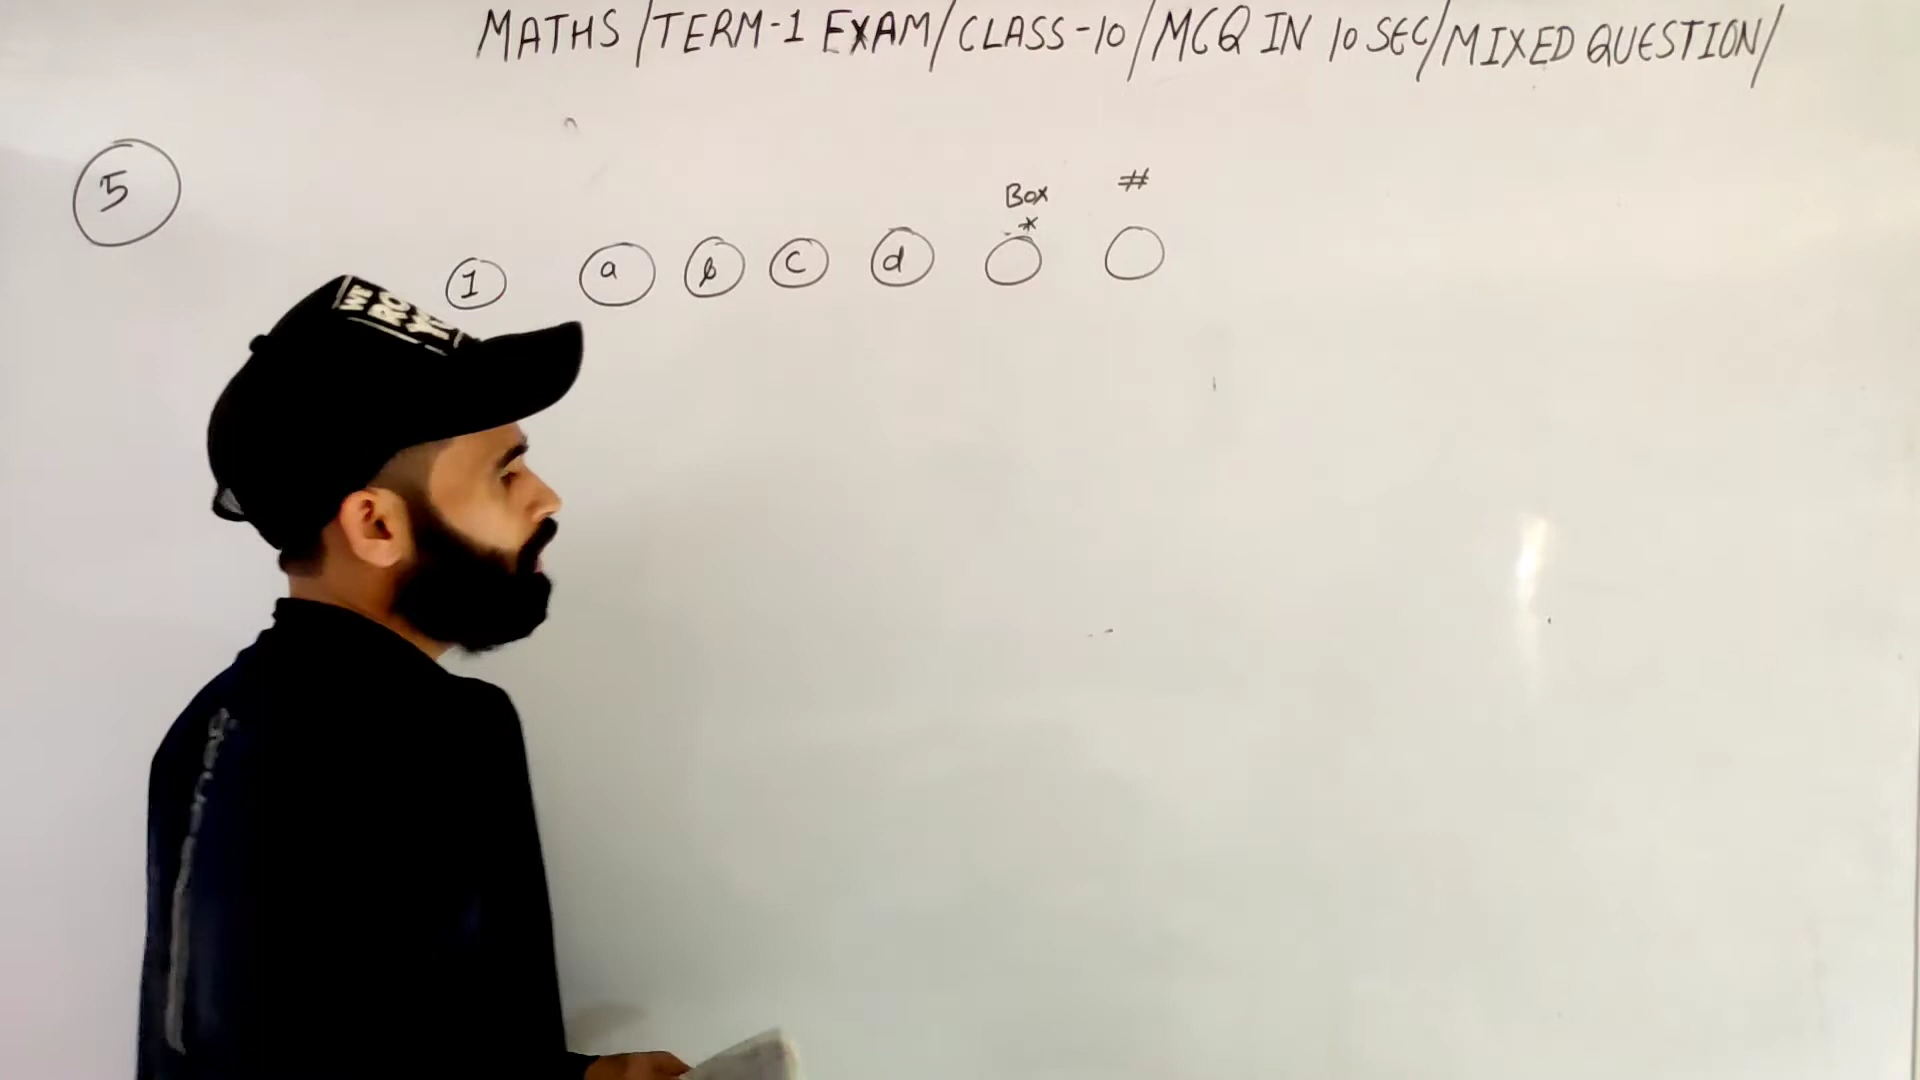 MATHS /TERM-1 EXAM/CLASS-10/MCQ IN 10 SEC/MIXED QUESTION/
5
Box #
*
1 a b c d